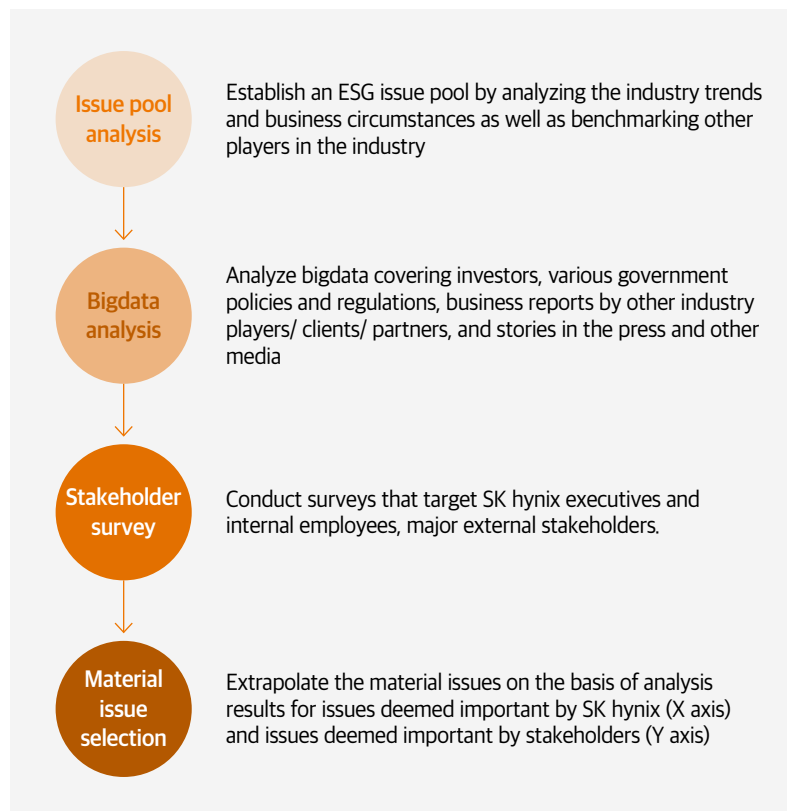 Issue pool
analysis
Establish an ESG issue pool by analyzing the industry trends
and business circumstances as well as benchmarking other
players in the industry
Bigdata
analysis
Analyze bigdata covering investors, various government
policies and regulations, business reports by other industry
players/ clients/ partners, and stories in the press and other
media
Stakeholder
survey
Conduct surveys that target SK hynix executives and
internal employees, major external stakeholders.
Material
issue
selection
Extrapolate the material issues on the basis of analysis
results for issues deemed important by SK hynix (X axis)
and issues deemed important by stakeholders (Y axis)